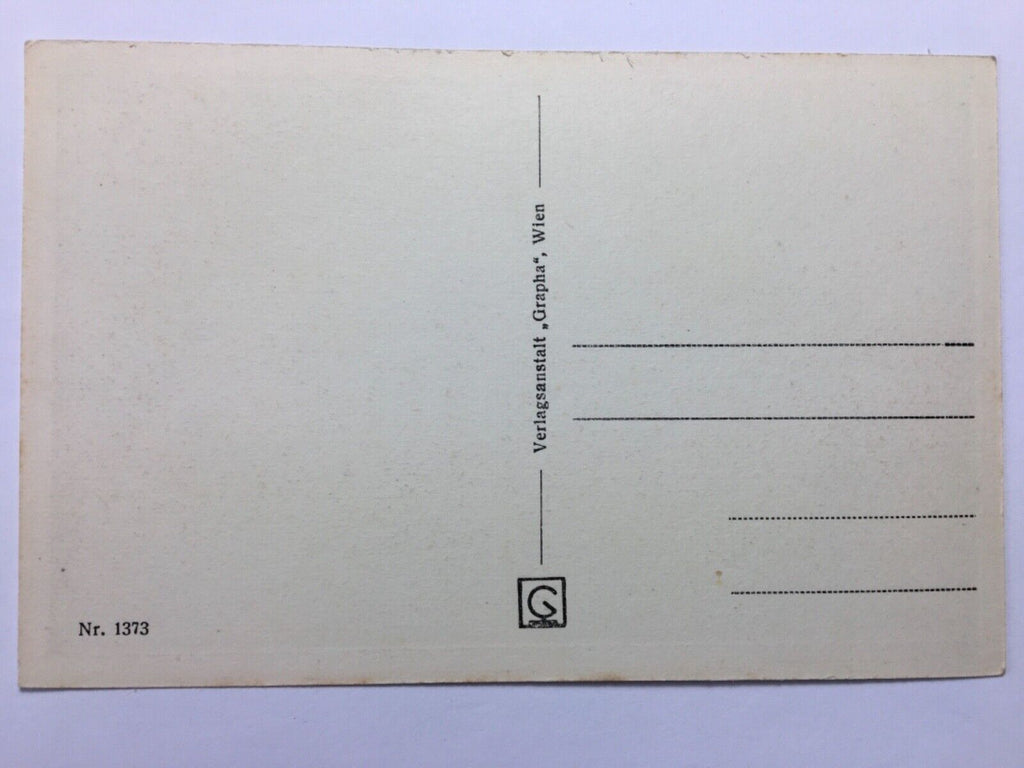 Verlagsanstalt „Grapha“, Wien
G
Nr. 1373